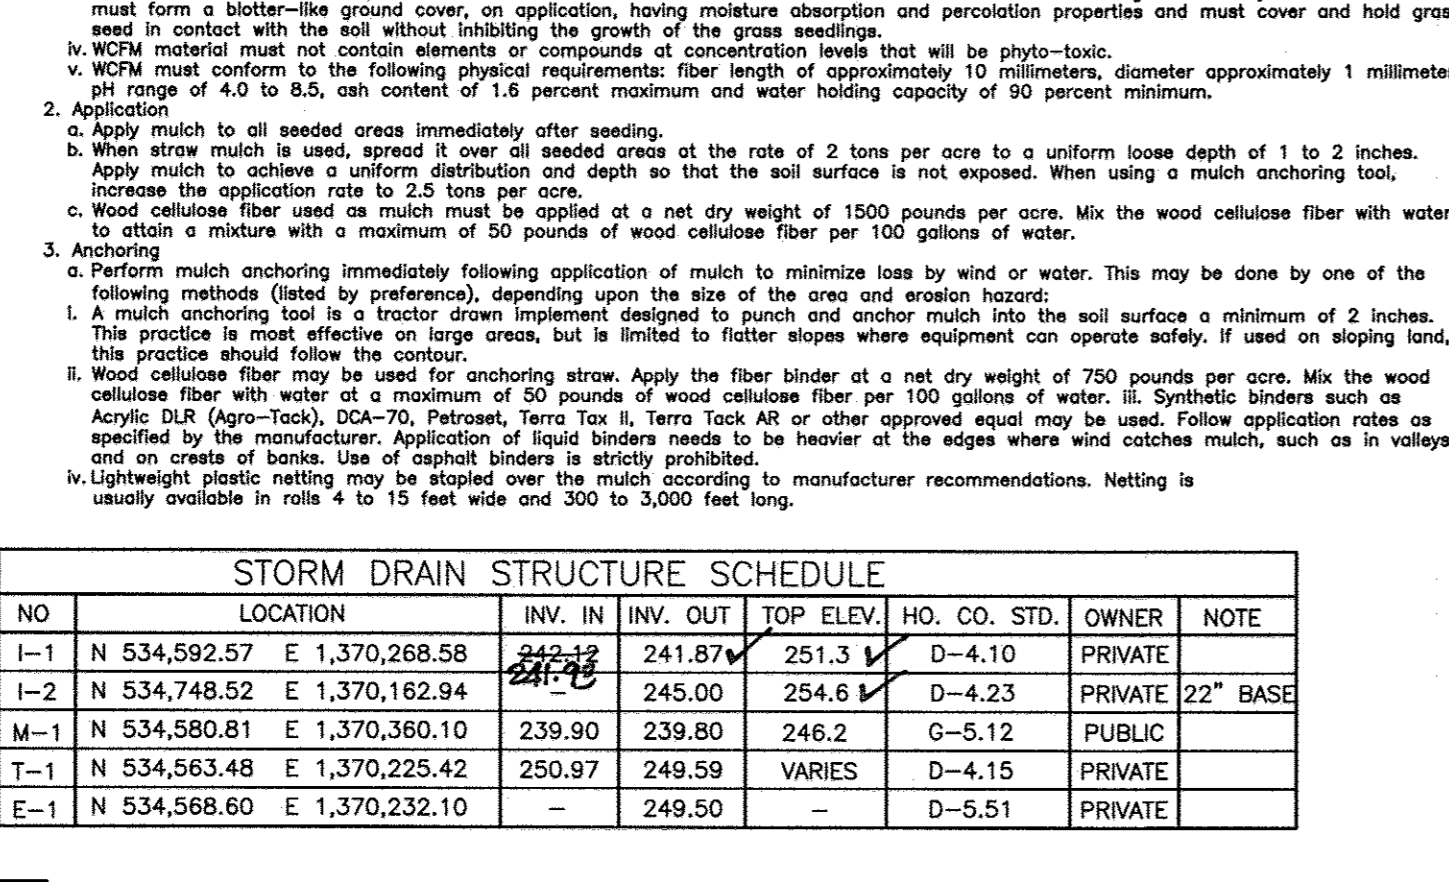 must form a blotter-like ground cover, on application, having moisture absorption and percolation properties and must cover and hold gras
seed in contact with the soil without inhibiting the growth of the grass seedlings.
iv. WCFM material must not contain elements or compounds at concentration levels that will be phyto-toxic.
v. WCFM must conform to the following physical requirements: fiber length of approximately 10 millimeters, diameter approximately 1 millimete
pH range of 4.0 to 8.5, ash content of 1.6 percent maximum and water holding capacity of 90 percent minimum.
2. Application
a. Apply mulch to all seeded areas immediately after seeding.
b. When straw mulch is used, spread it over all seeded areas at the rate of 2 tons per acre to a uniform loose depth of 1 to 2 inches.
Apply mulch to achieve a uniform distribution and depth so that the soil surface is not exposed. When using a mulch anchoring tool,
increase the application rate to 2.5 tons per acre.
c. Wood cellulose fiber used as mulch must be applied at a net dry weight of 1500 pounds per acre. Mix the wood cellulose fiber with water
to attain a mixture with a maximum of 50 pounds of wood cellulose fiber per 100 gallons of water.
3. Anchoring
a. Perform mulch anchoring immediately following application of mulch to minimize loss by wind or water. This may be done by one of the
following methods (listed by preference), depending upon the size of the area and erosion hazard:
i. A mulch anchoring tool is a tractor drawn implement designed to punch and anchor mulch into the soil surface a minimum of 2 inches.
This practice is most effective on large areas, but is limited to flatter slopes where equipment can operate safely. If used on sloping land,
this practice should follow the contour.
ii. Wood cellulose fiber may be used for anchoring straw. Apply the fiber binder at a net dry weight of 750 pounds per acre. Mix the wood
cellulose fiber with water at a maximum of 50 pounds of wood cellulose fiber per 100 gallons of water. iii. Synthetic binders such as
Acrylic DLR (Agro-Tack), DCA-70, Petroset, Terra Tax II, Terra Tack AR or other approved equal may be used. Follow application rates as
specified by the manufacturer. Application of liquid binders needs to be heavier at the edges where wind catches mulch, such as in valleys
and on crests of banks. Use of asphalt binders is strictly prohibited.
iv. Lightweight plastic netting may be stapled over the mulch according to manufacturer recommendations. Netting is
usually available in rolls 4 to 15 feet wide and 300 to 3,000 feet long.
STORM DRAIN STRUCTURE SCHEDULE
NO LOCATION INV. IN INV. OUT TOP ELEV. HO. CO. STD. OWNER NOTE
I-1 N 534,592.57 E 1,370,268.58 242.12 241.87✓ 251.3 ✓ D-4.10 PRIVATE
I-2 N 534,748.52 E 1,370,162.94 - 245.00 254.6 ✓ D-4.23 PRIVATE 22" BASE
M-1 N 534,580.81 E 1,370,360.10 239.90 239.80 246.2 G-5.12 PUBLIC
T-1 N 534,563.48 E 1,370,225.42 250.97 249.59 VARIES D-4.15 PRIVATE
E-1 N 534,568.60 E 1,370,232.10 - 249.50 - D-5.51 PRIVATE